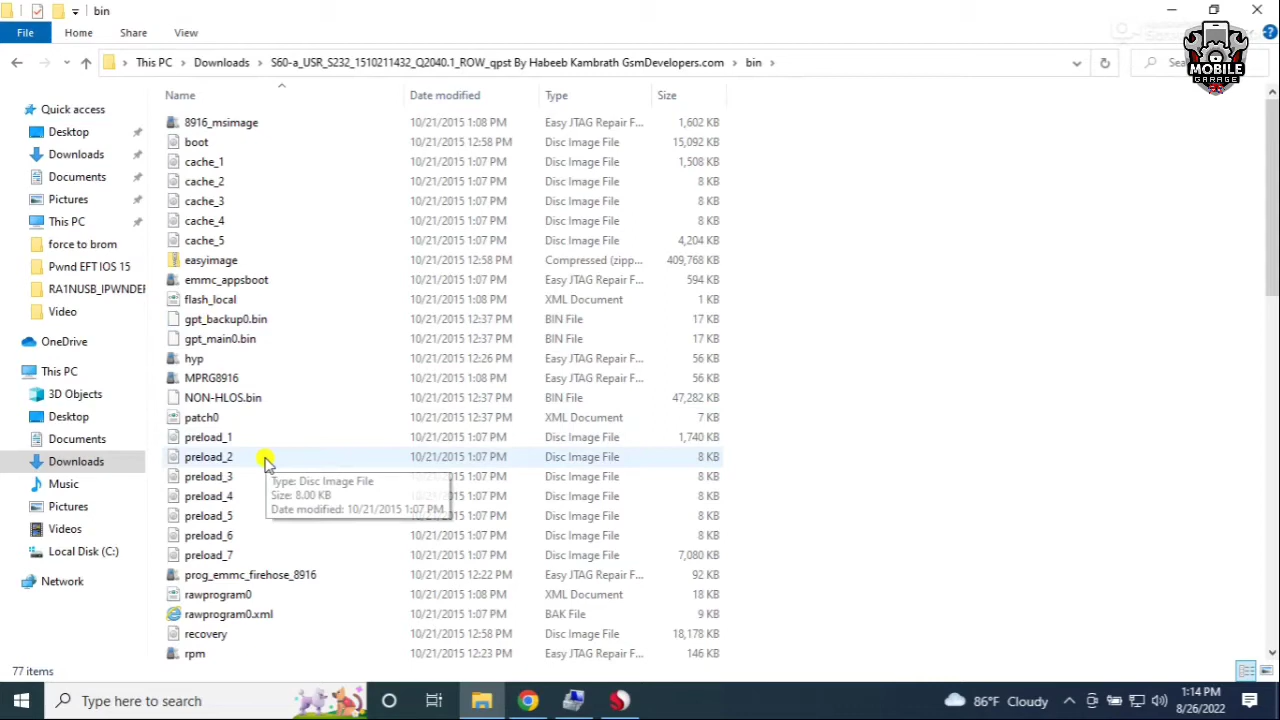 bin
File Home Share View
This PC Downloads S60-a_USR_S232_1510211432_Q2040.1_ROW_qpst By Habeeb Kambrath GsmDevelopers.com bin
MOBILE
GARAGE
Name Date modified Type Size
Quick access
Desktop
Downloads
Documents
Pictures
This PC
force to brom
Pwnd EFT IOS 15
RA1NUSB_IPWNDER
Video
OneDrive
This PC
3D Objects
Desktop
Documents
Downloads
Music
Pictures
Videos
Local Disk (C:)
Network
8916_msimage 10/21/2015 1:08 PM Easy JTAG Repair F... 1,602 KB
boot 10/21/2015 12:58 PM Disc Image File 15,092 KB
cache_1 10/21/2015 1:07 PM Disc Image File 1,508 KB
cache_2 10/21/2015 1:07 PM Disc Image File 8 KB
cache_3 10/21/2015 1:07 PM Disc Image File 8 KB
cache_4 10/21/2015 1:07 PM Disc Image File 8 KB
cache_5 10/21/2015 1:07 PM Disc Image File 4,204 KB
easyimage 10/21/2015 12:58 PM Compressed (zipp... 409,768 KB
emmc_appsboot 10/21/2015 1:07 PM Easy JTAG Repair F... 594 KB
flash_local 10/21/2015 1:08 PM XML Document 1 KB
gpt_backup0.bin 10/21/2015 12:37 PM BIN File 17 KB
gpt_main0.bin 10/21/2015 12:37 PM BIN File 17 KB
hyp 10/21/2015 12:26 PM Easy JTAG Repair F... 56 KB
MPRG8916 10/21/2015 1:08 PM Easy JTAG Repair F... 56 KB
NON-HLOS.bin 10/21/2015 12:37 PM BIN File 47,282 KB
patch0 10/21/2015 12:37 PM XML Document 7 KB
preload_1 10/21/2015 1:07 PM Disc Image File 1,740 KB
preload_2 10/21/2015 1:07 PM Disc Image File 8 KB
preload_3 10/21/2015 1:07 PM Disc Image File 8 KB
preload_4 10/21/2015 1:07 PM Disc Image File 8 KB
preload_5 10/21/2015 1:07 PM Disc Image File 8 KB
preload_6 10/21/2015 1:07 PM Disc Image File 8 KB
preload_7 10/21/2015 1:07 PM Disc Image File 7,080 KB
prog_emmc_firehose_8916 10/21/2015 12:22 PM Easy JTAG Repair F... 92 KB
rawprogram0 10/21/2015 1:08 PM XML Document 18 KB
rawprogram0.xml 10/21/2015 1:07 PM BAK File 9 KB
recovery 10/21/2015 12:58 PM Disc Image File 18,178 KB
rpm 10/21/2015 12:23 PM Easy JTAG Repair F... 146 KB
Type: Disc Image File
Size: 8.00 KB
Date modified: 10/21/2015 1:07 PM
77 items
Type here to search
86°F Cloudy
1:14 PM
8/26/2022